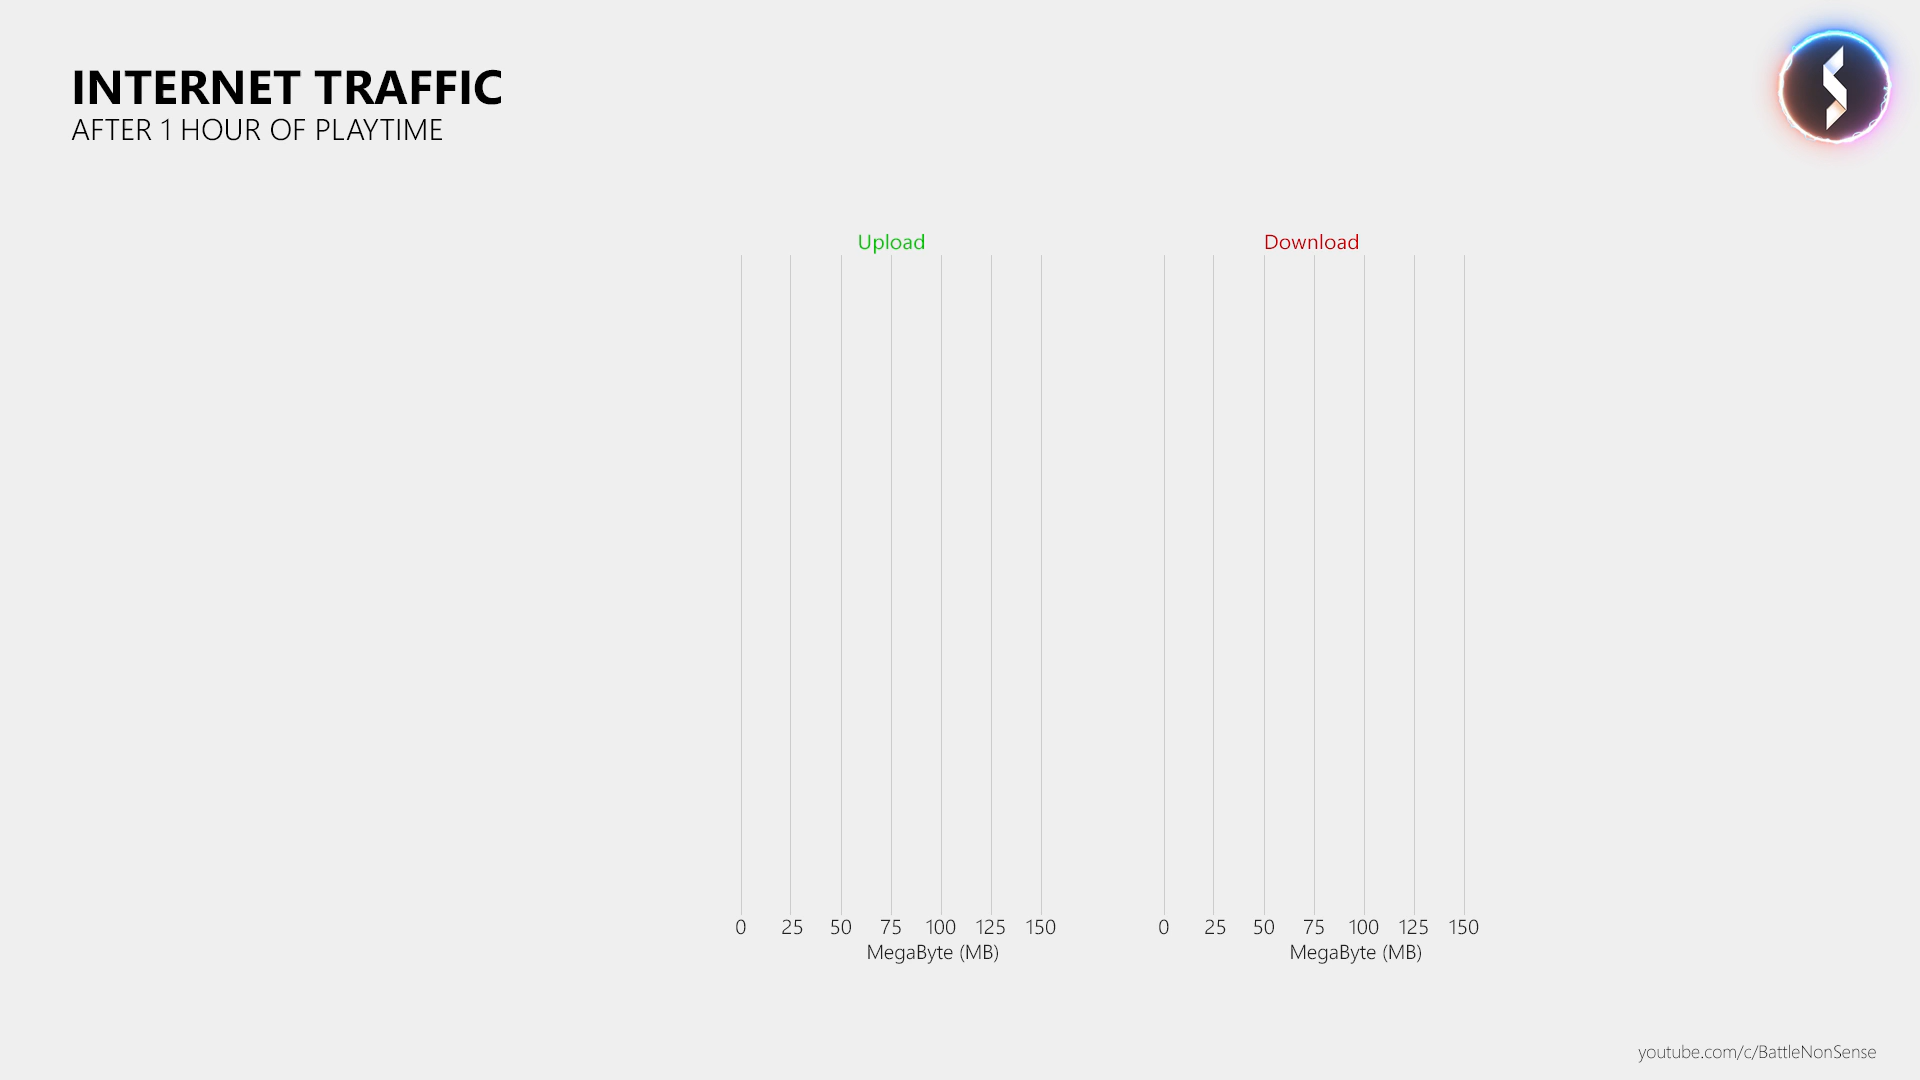 INTERNET TRAFFIC
AFTER 1 HOUR OF PLAYTIME
Upload
Download
0 25 50 75 100 125 150
0 25 50 75 100 125 150
MegaByte (MB)
MegaByte (MB)
youtube.com/c/BattleNonSense